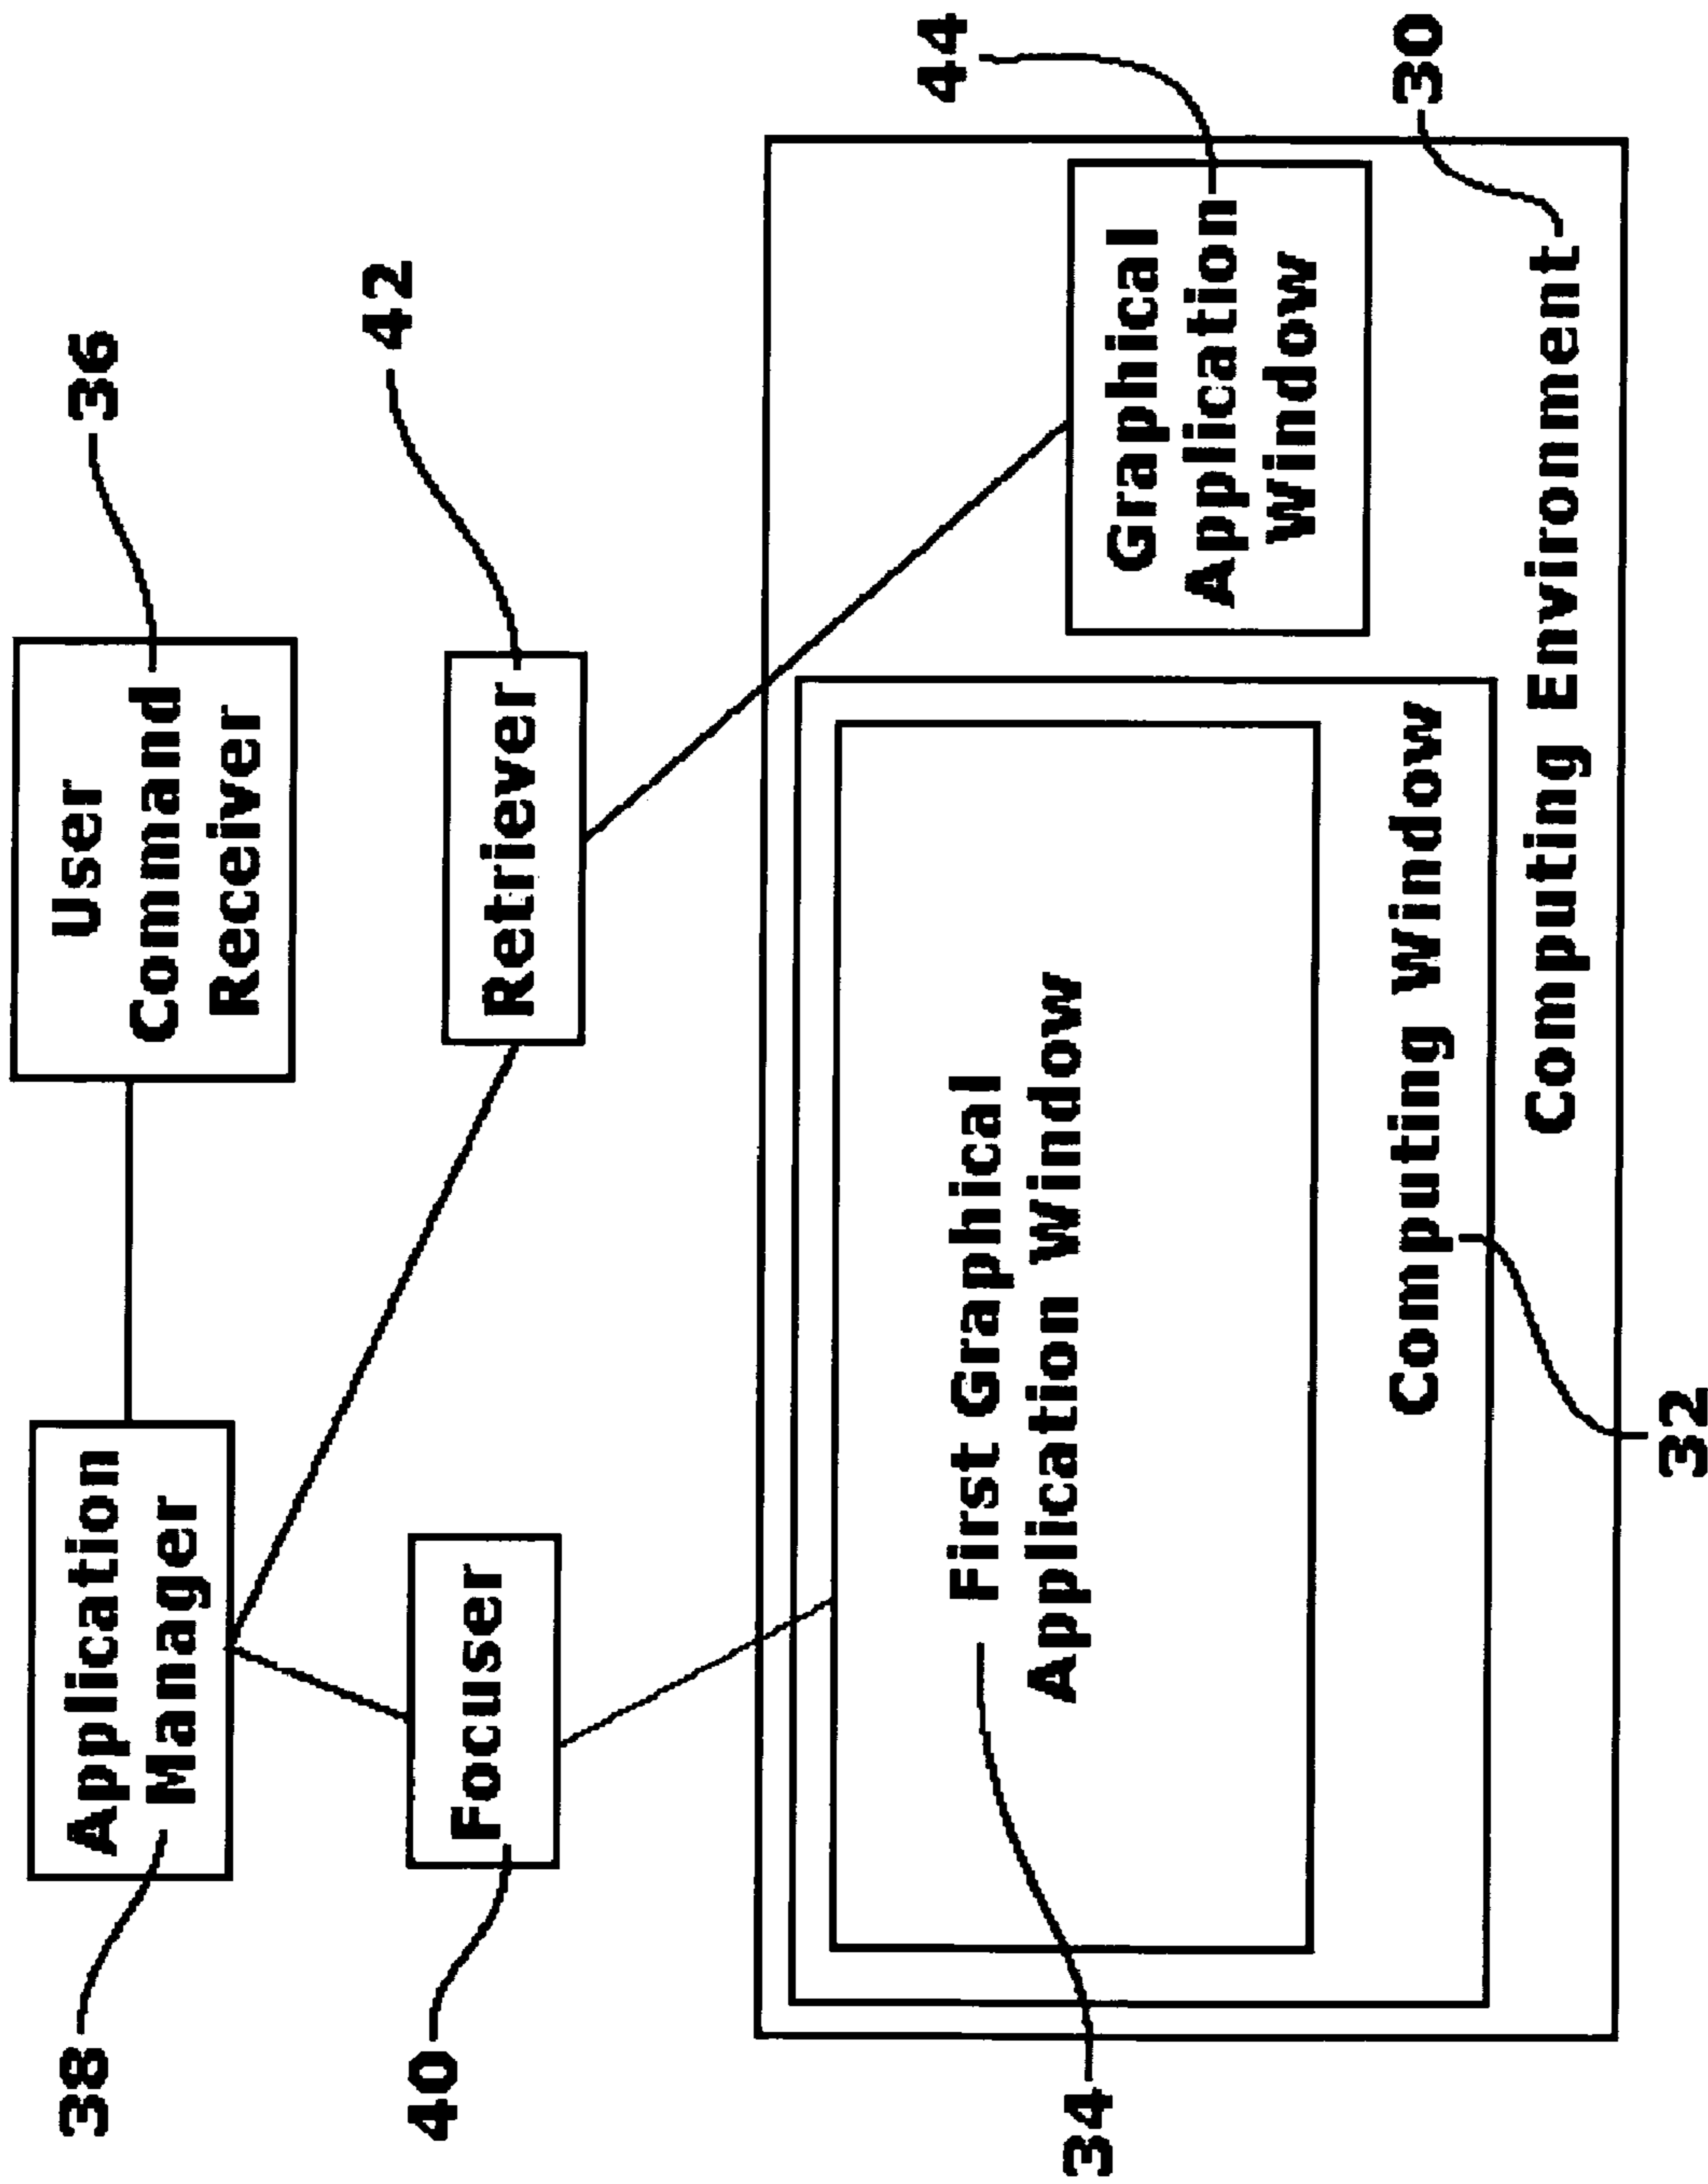 38
Application
Manager
User
Command
Receiver
36
40
Focuser
Retriever
42
34
First Graphical
Application Window
Computing Window
32
Graphical
Application
Window
44
Computing Environment
30